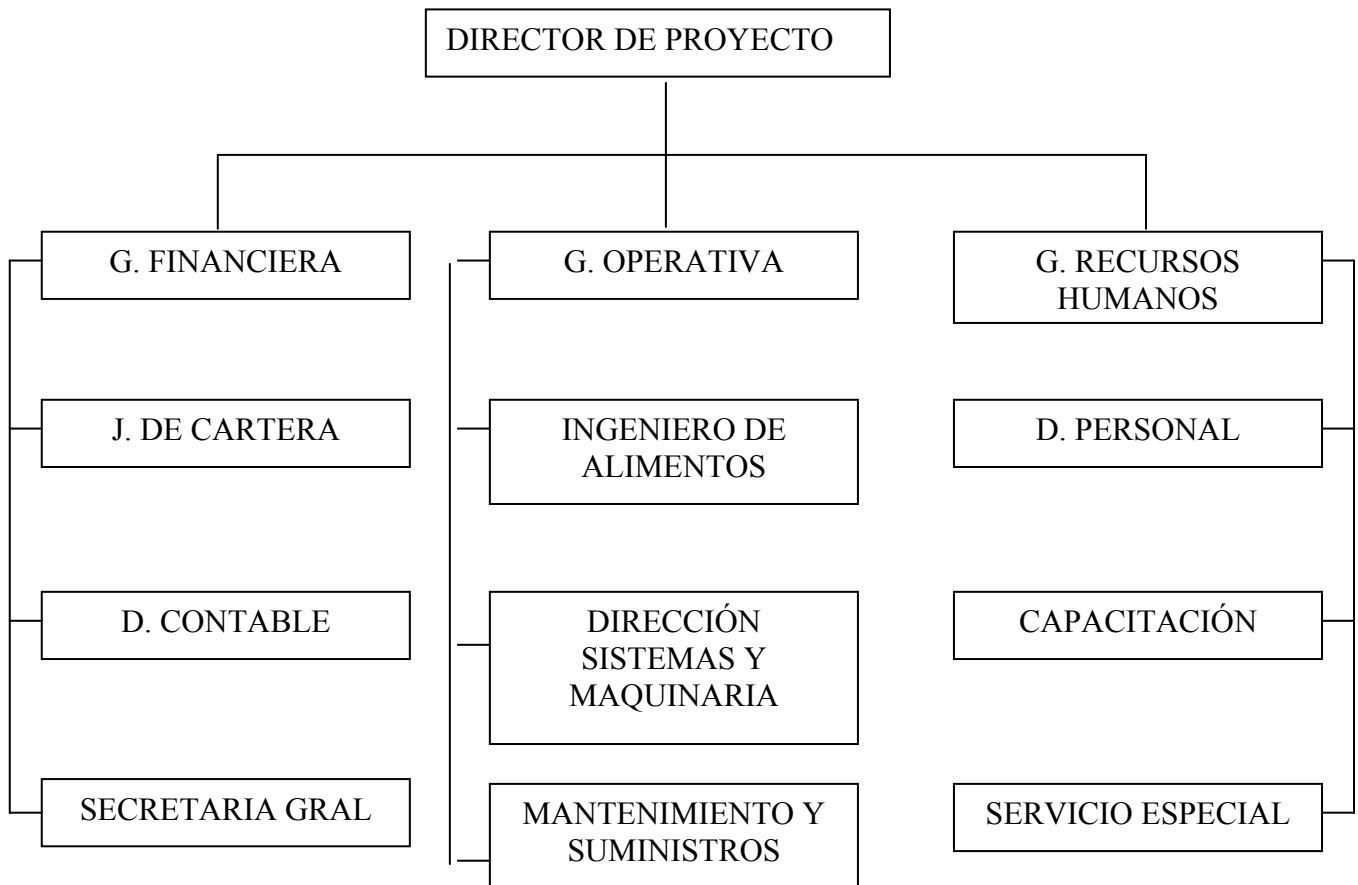 DIRECTOR DE PROYECTO
G. FINANCIERA
G. OPERATIVA
G. RECURSOS
HUMANOS
J. DE CARTERA
INGENIERO DE
ALIMENTOS
D. PERSONAL
D. CONTABLE
DIRECCIÓN
SISTEMAS Y
MAQUINARIA
CAPACITACIÓN
SECRETARIA GRAL
MANTENIMIENTO Y
SUMINISTROS
SERVICIO ESPECIAL